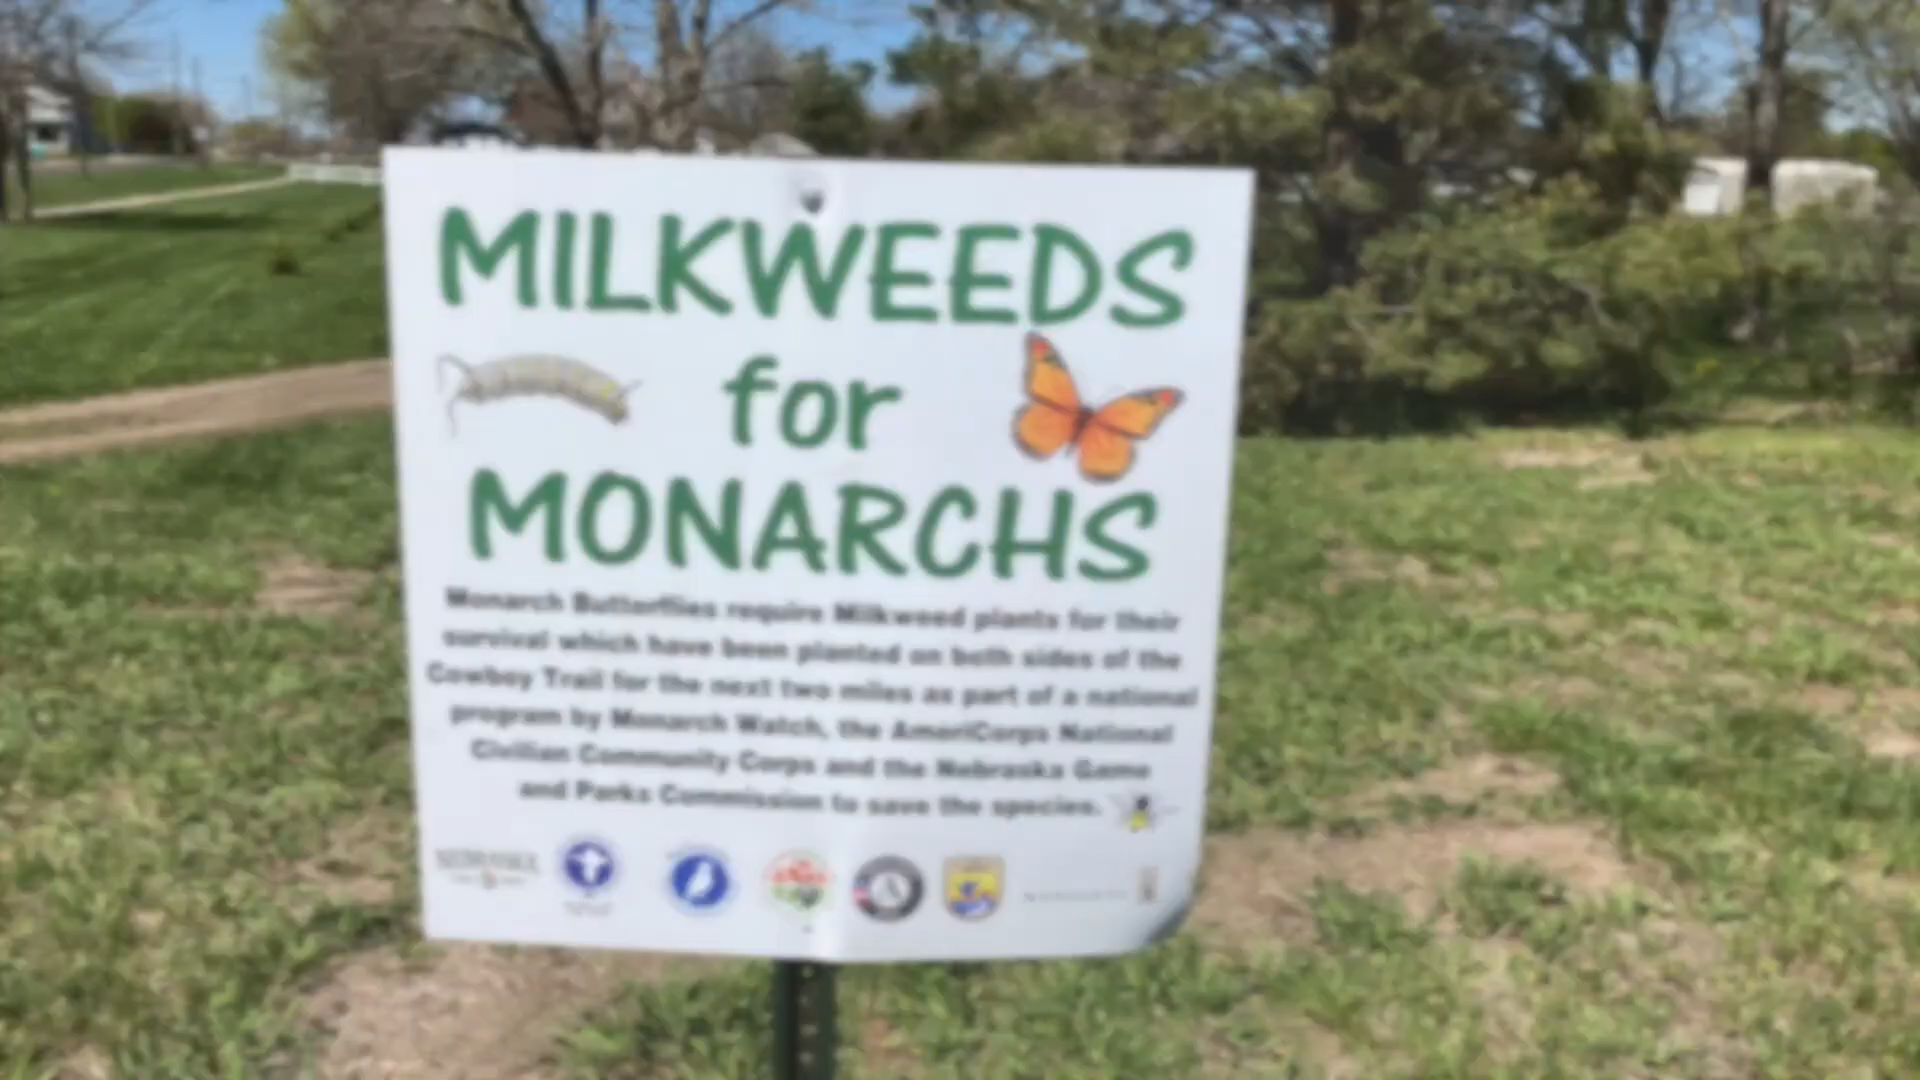 MILKWEEDS
for
MONARCHS
Monarch Butterflies require Milkweed plants for their
survival which have been planted on both sides of the
Cowboy Trail for the next two miles as part of a national
program by Monarch Watch, the AmeriCorps National
Civilian Community Corps and the Nebraska Game
and Parks Commission to save the species.
NEBRASKA